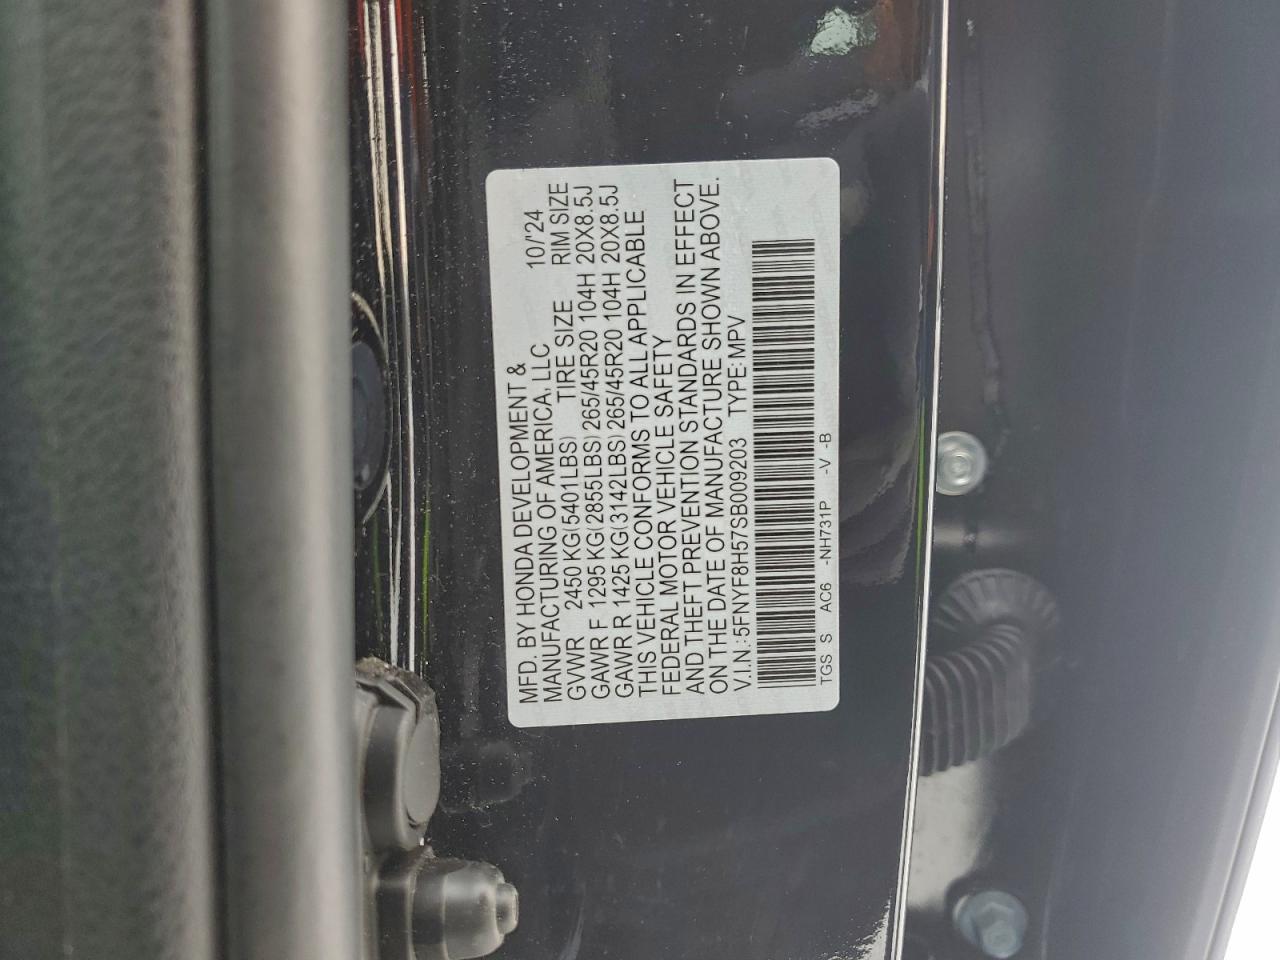 MFD. BY HONDA DEVELOPMENT &
MANUFACTURING OF AMERICA, LLC 10/'24
GVWR 2450 KG(5401LBS) TIRE SIZE RIM SIZE
GAWR F 1295 KG(2855LBS) 265/45R20 104H 20X8.5J
GAWR R 1425 KG(3142LBS) 265/45R20 104H 20X8.5J
THIS VEHICLE CONFORMS TO ALL APPLICABLE
FEDERAL MOTOR VEHICLE SAFETY
AND THEFT PREVENTION STANDARDS IN EFFECT
ON THE DATE OF MANUFACTURE SHOWN ABOVE.
V.I.N.:5FNYF8H57SB009203 TYPE: MPV
TGS S AC6 -NH731P -V -B